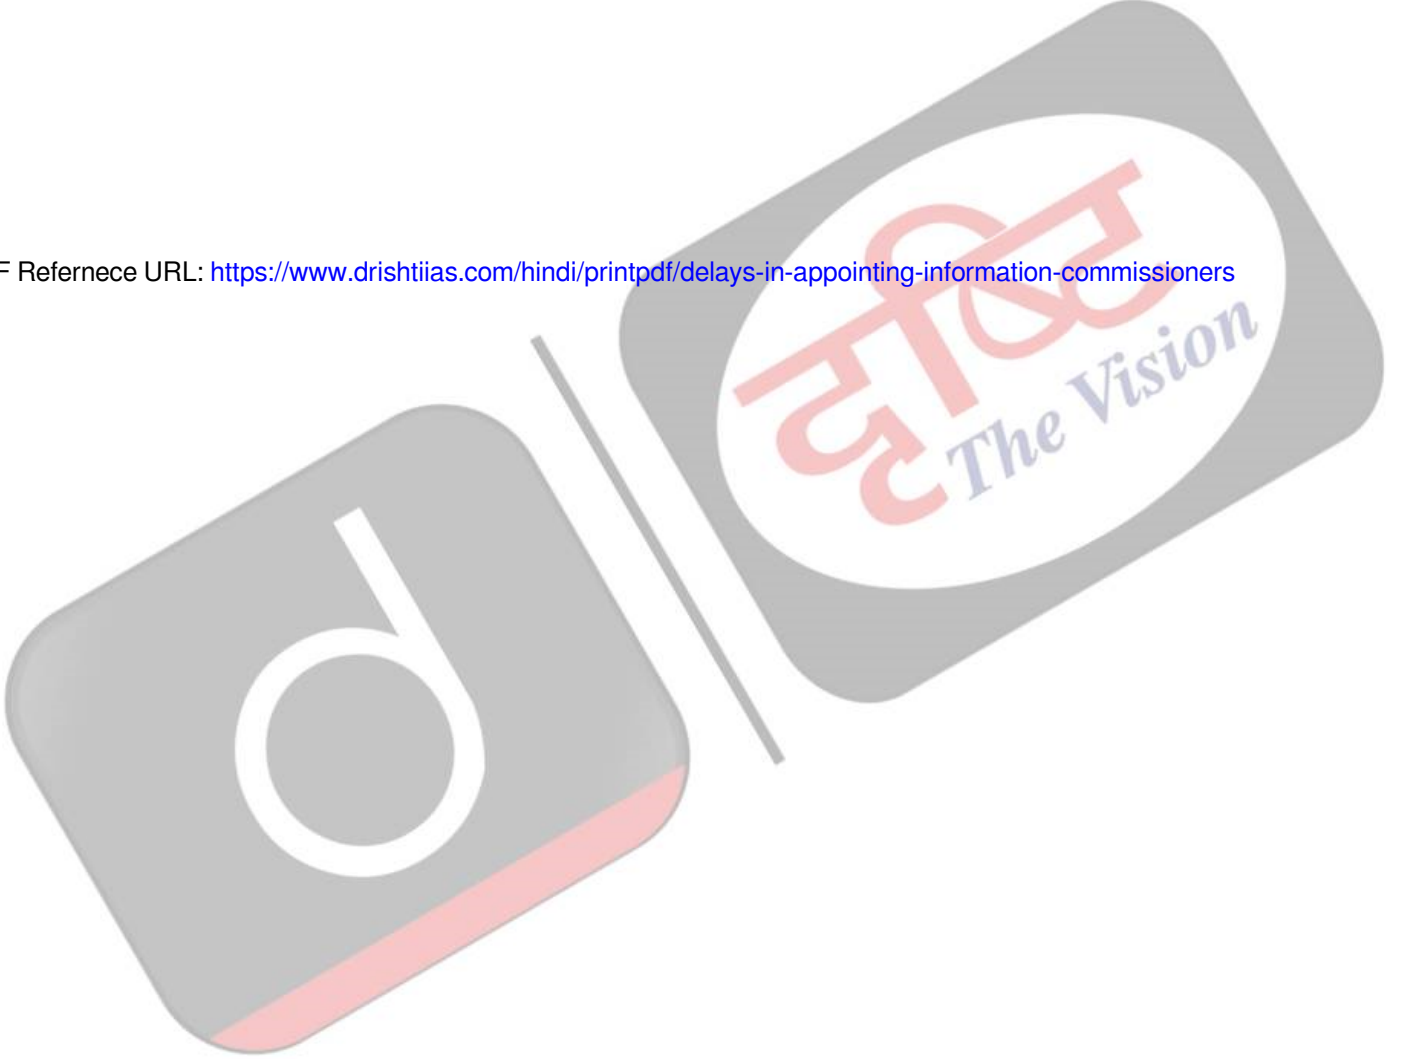 F Refernece URL: https://www.drishtiias.com/hindi/printpdf/delays-in-appointing-information-commissioners
दृष्टि
The Vision
d